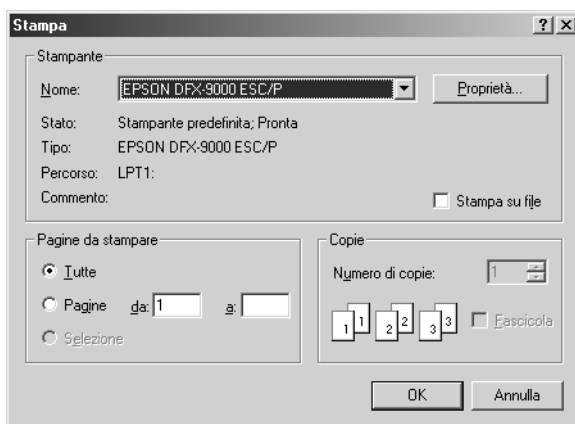 Stampa
Stampante
Nome: EPSON DFX-9000 ESC/P Proprietà...
Stato: Stampante predefinita; Pronta
Tipo: EPSON DFX-9000 ESC/P
Percorso: LPT1:
Commento: Stampa su file
Pagine da stampare
Tutte
Pagine da: 1 a:
Selezione
Copie
Numero di copie: 1
1 1 2 2 3 3 Fascicola
OK Annulla